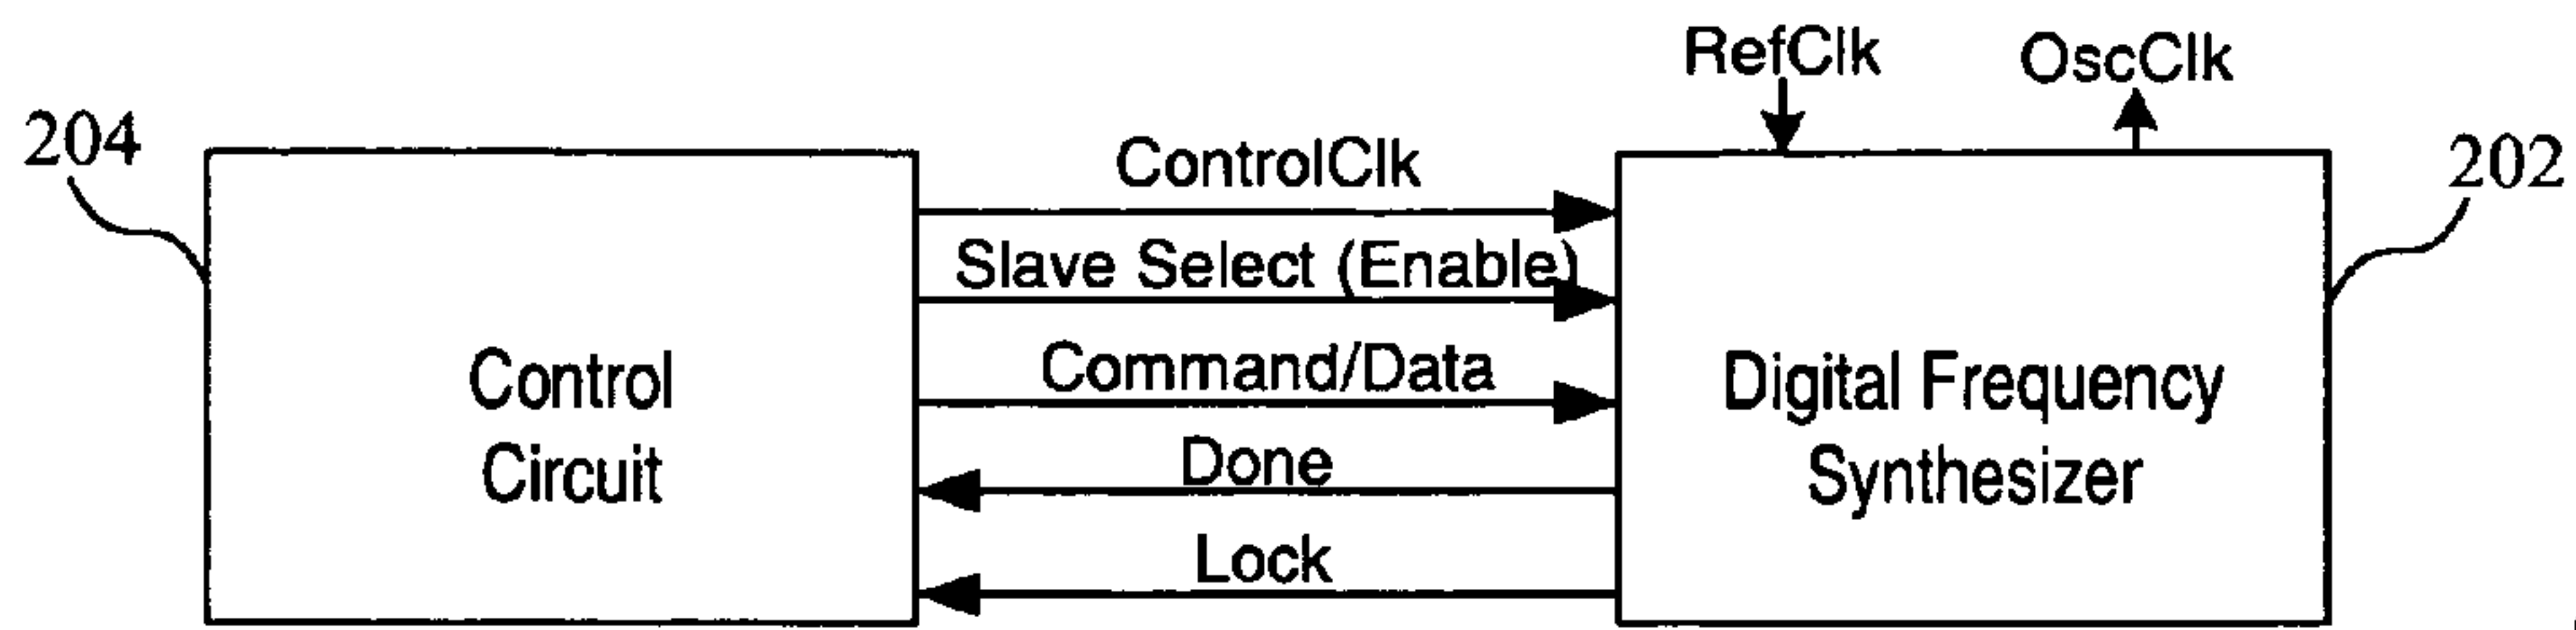 RefClk
OscClk
204
ControlClk
202
Slave Select (Enable)
Control
Circuit
Command/Data
Digital Frequency
Synthesizer
Done
Lock